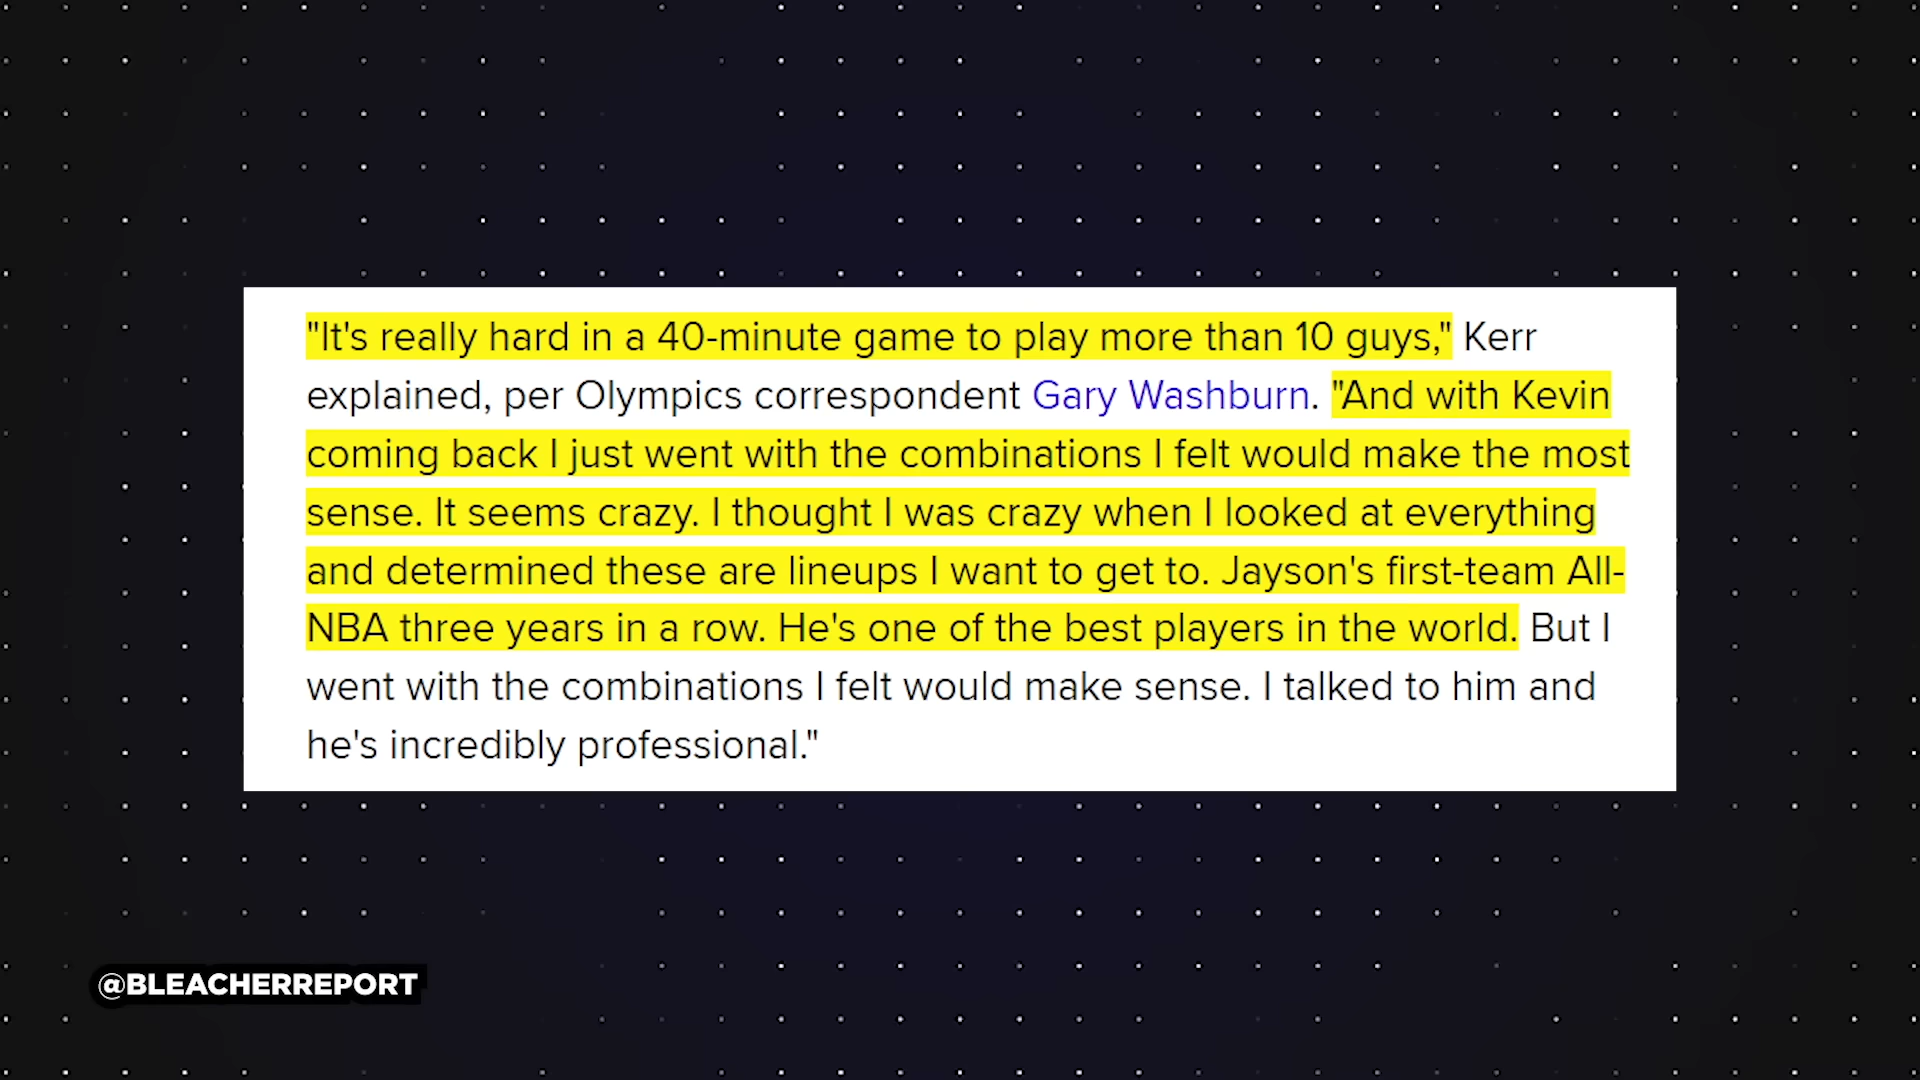 "It's really hard in a 40-minute game to play more than 10 guys," Kerr
explained, per Olympics correspondent Gary Washburn. "And with Kevin
coming back I just went with the combinations I felt would make the most
sense. It seems crazy. I thought I was crazy when I looked at everything
and determined these are lineups I want to get to. Jayson's first-team All-
NBA three years in a row. He's one of the best players in the world. But I
went with the combinations I felt would make sense. I talked to him and
he's incredibly professional."
@BLEACHERREPORT